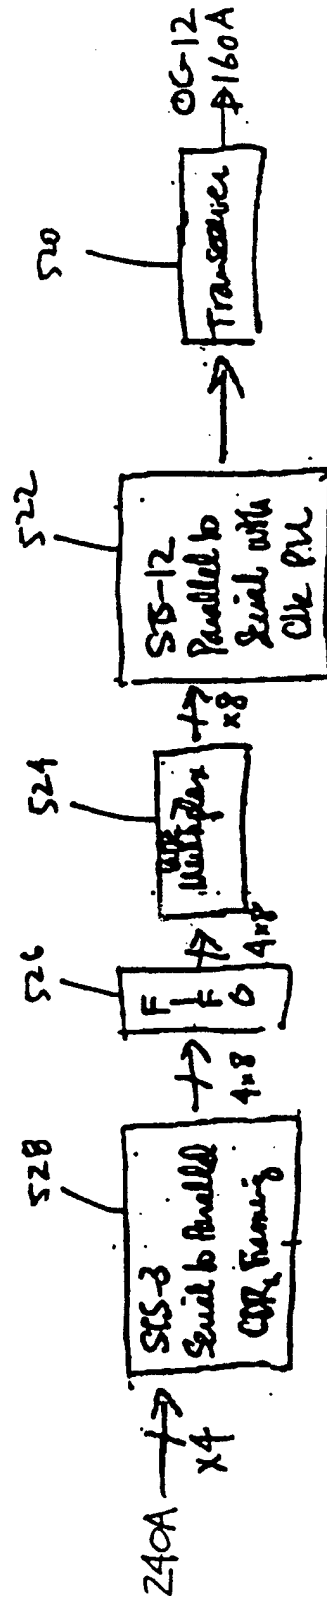 240A
x4
528
STS-3
Serial to Parallel
CDR, Framing
4x8
526
F
I
F
O
4x8
524
Multiplex
x8
522
STS-12
Parallel to
Serial with
Clk PLL
520
Transceiver
OC-12
160A